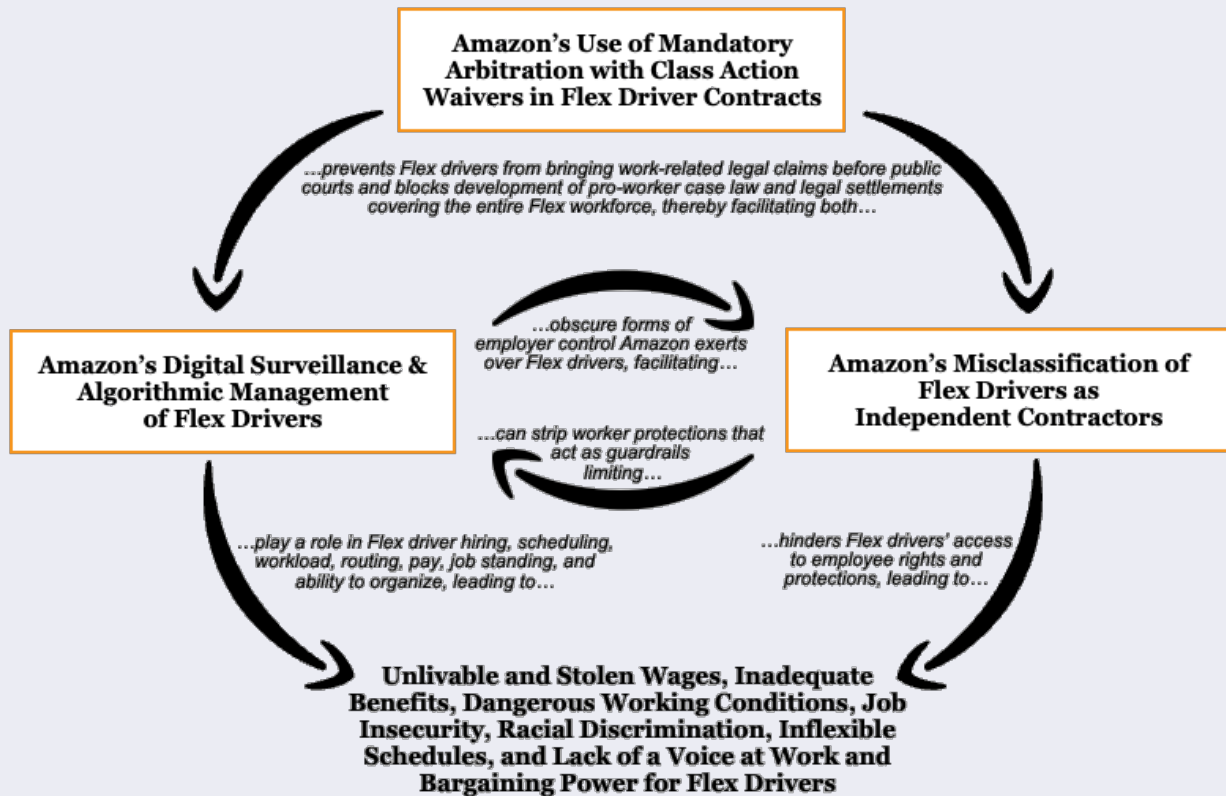 Amazon’s Use of Mandatory
Arbitration with Class Action
Waivers in Flex Driver Contracts
…prevents Flex drivers from bringing work-related legal claims before public
courts and blocks development of pro-worker case law and legal settlements
covering the entire Flex workforce, thereby facilitating both…
Amazon’s Digital Surveillance &
Algorithmic Management
of Flex Drivers
…obscure forms of
employer control Amazon exerts
over Flex drivers, facilitating…
Amazon’s Misclassification of
Flex Drivers as
Independent Contractors
…can strip worker protections that
act as guardrails
limiting…
…play a role in Flex driver hiring, scheduling,
workload, routing, pay, job standing, and
ability to organize, leading to…
…hinders Flex drivers’ access
to employee rights and
protections, leading to…
Unlivable and Stolen Wages, Inadequate
Benefits, Dangerous Working Conditions, Job
Insecurity, Racial Discrimination, Inflexible
Schedules, and Lack of a Voice at Work and
Bargaining Power for Flex Drivers